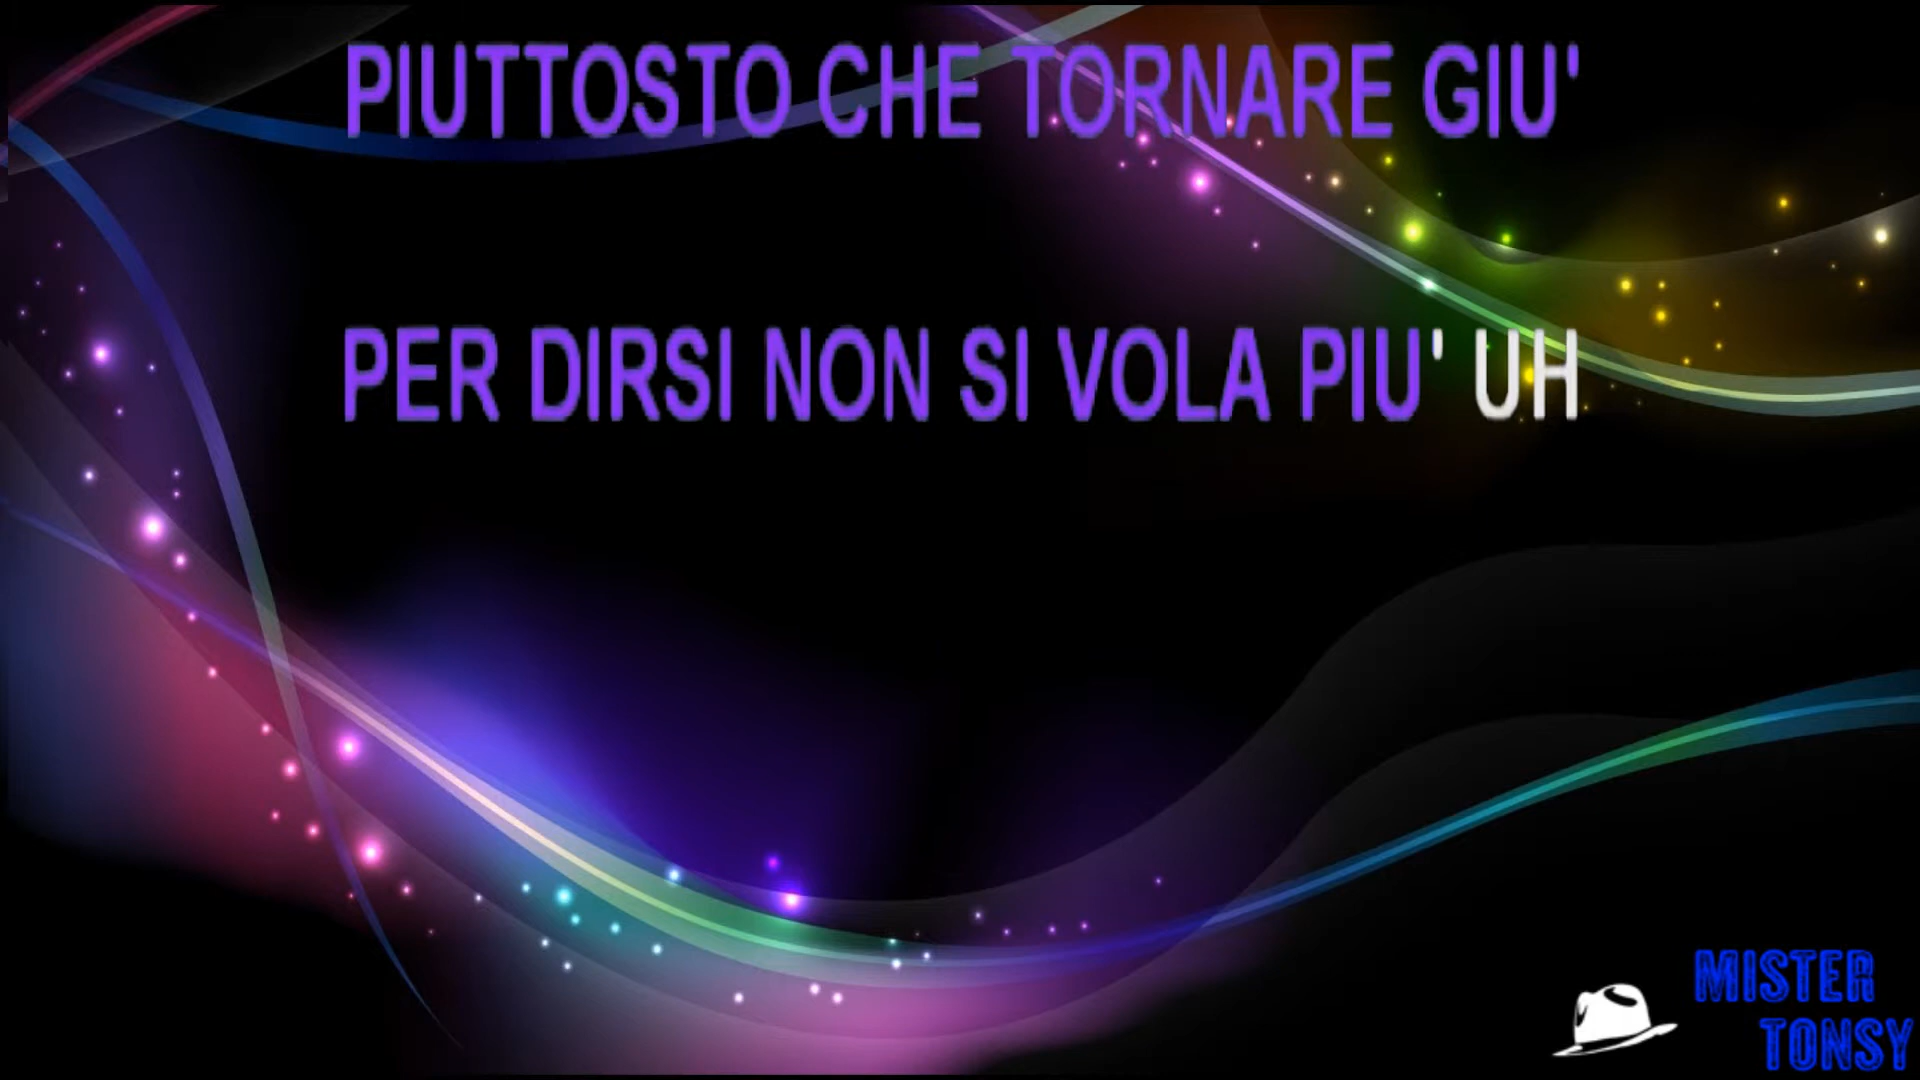 PIUTTOSTO CHE TORNARE GIU'
PER DIRSI NON SI VOLA PIU' UH
MISTER
TONSY